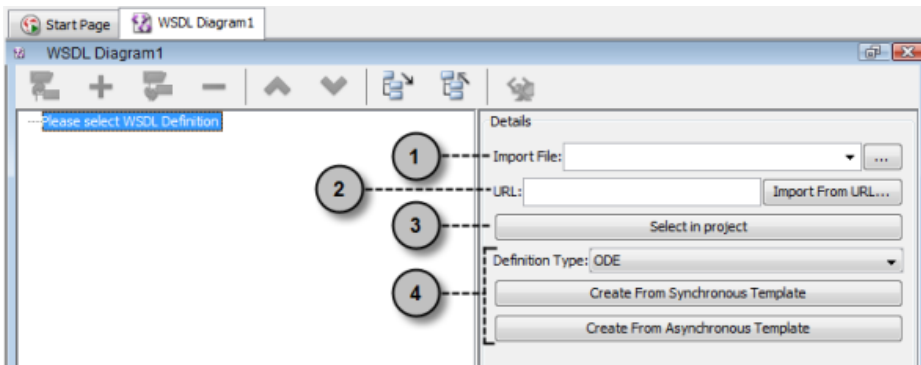 Start Page
WSDL Diagram1
WSDL Diagram1
Please select WSDL Definition
Details
1
Import File:
...
2
URL:
Import From URL...
3
Select in project
Definition Type: ODE
4
Create From Synchronous Template
Create From Asynchronous Template